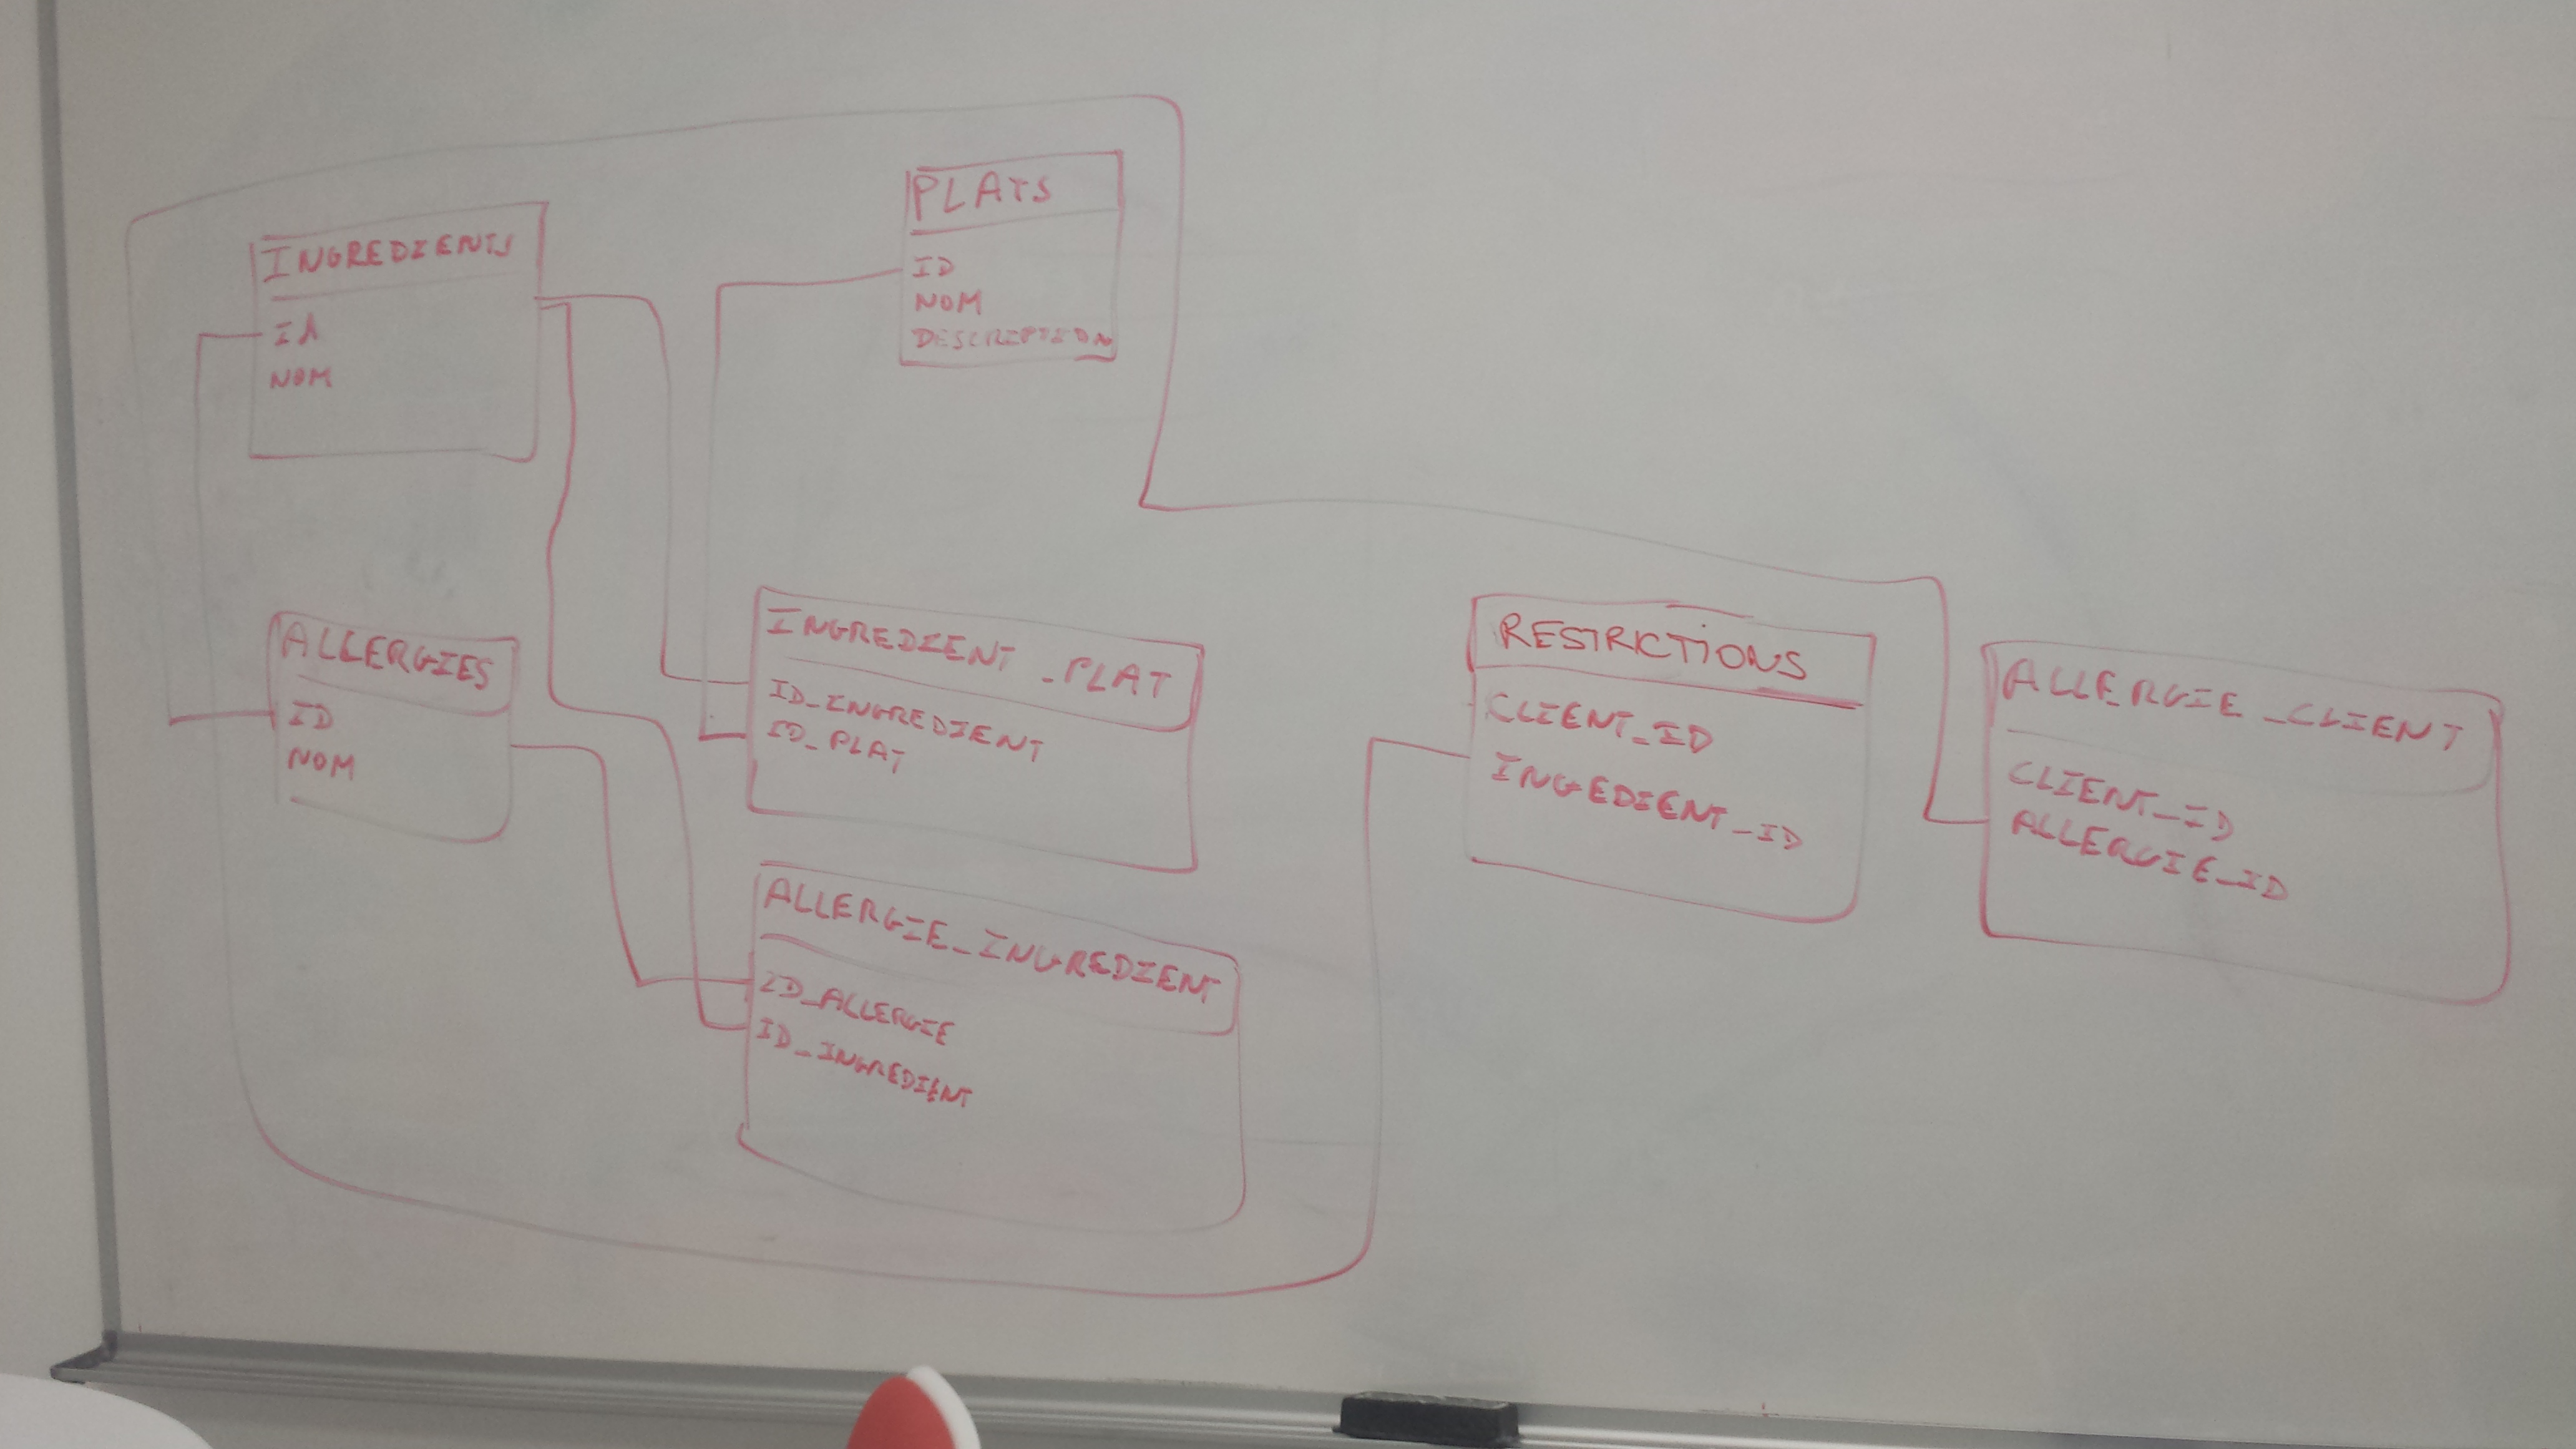 PLATS
ID
NOM
DESCRIPTION
INGREDIENTS
ID
NOM
ALLERGIES
ID
NOM
INGREDIENT_PLAT
ID_INGREDIENT
ID_PLAT
RESTRICTIONS
CLIENT_ID
INGEDIENT_ID
ALLERGIE_CLIENT
CLIENT_ID
ALLERGIE_ID
ALLERGIE_INGREDIENT
ID_ALLERGIE
ID_INGREDIENT